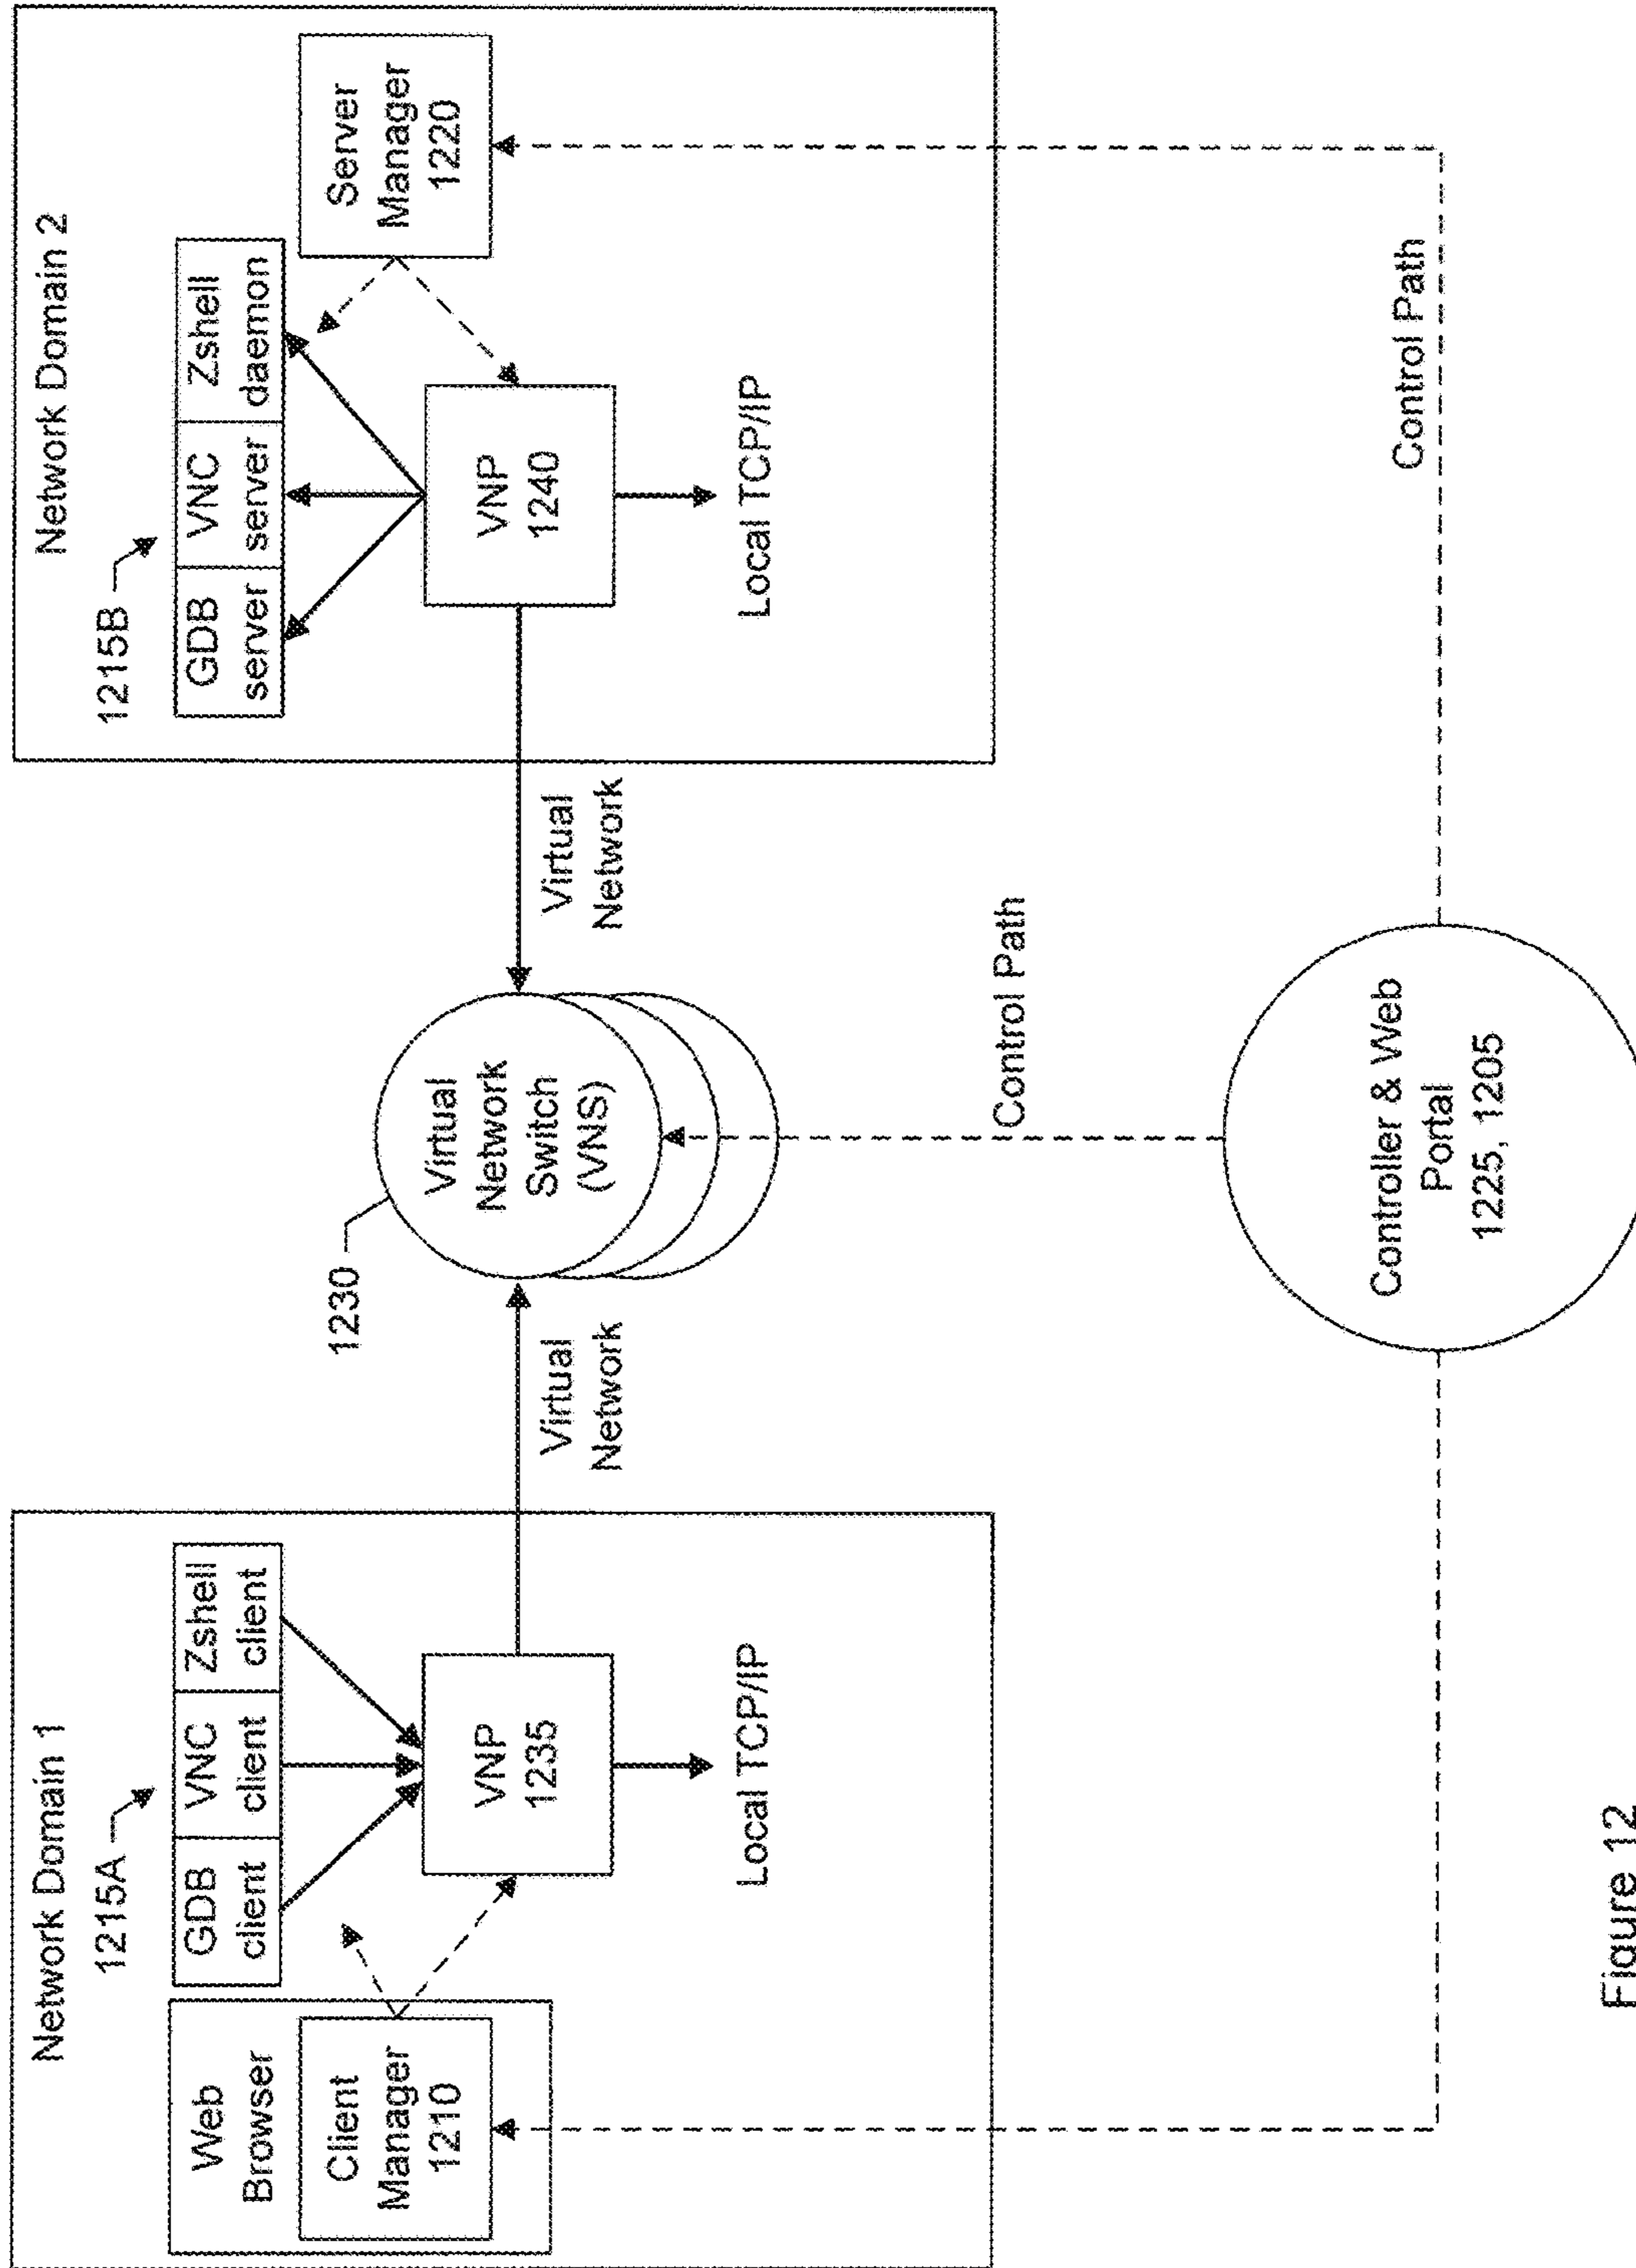 Network Domain 1
1215A
Web
Browser
Client
Manager
1210
GDB
client
VNC
client
Zshell
client
VNP
1235
Local TCP/IP
Virtual
Network
1230
Virtual
Network
Switch
(VNS)
Virtual
Network
Network Domain 2
1215B
GDB
server
VNC
server
Zshell
daemon
Server
Manager
1220
VNP
1240
Local TCP/IP
Control Path
Control Path
Controller & Web
Portal
1225, 1205
Figure 12